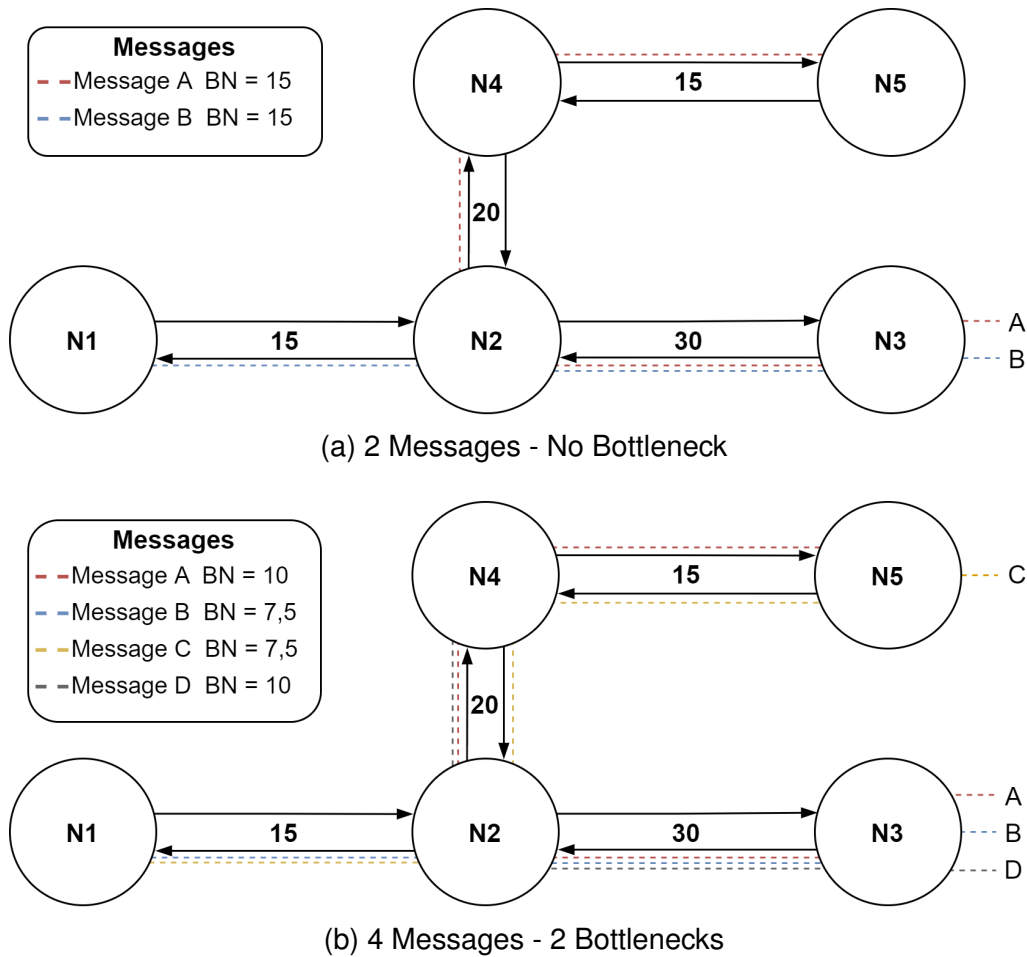 Messages
Message A BN = 15
Message B BN = 15
N4
15
N5
20
N1
15
N2
30
N3
A
B
(a) 2 Messages - No Bottleneck
Messages
Message A BN = 10
Message B BN = 7,5
Message C BN = 7,5
Message D BN = 10
N4
15
N5
C
20
N1
15
N2
30
N3
A
B
D
(b) 4 Messages - 2 Bottlenecks